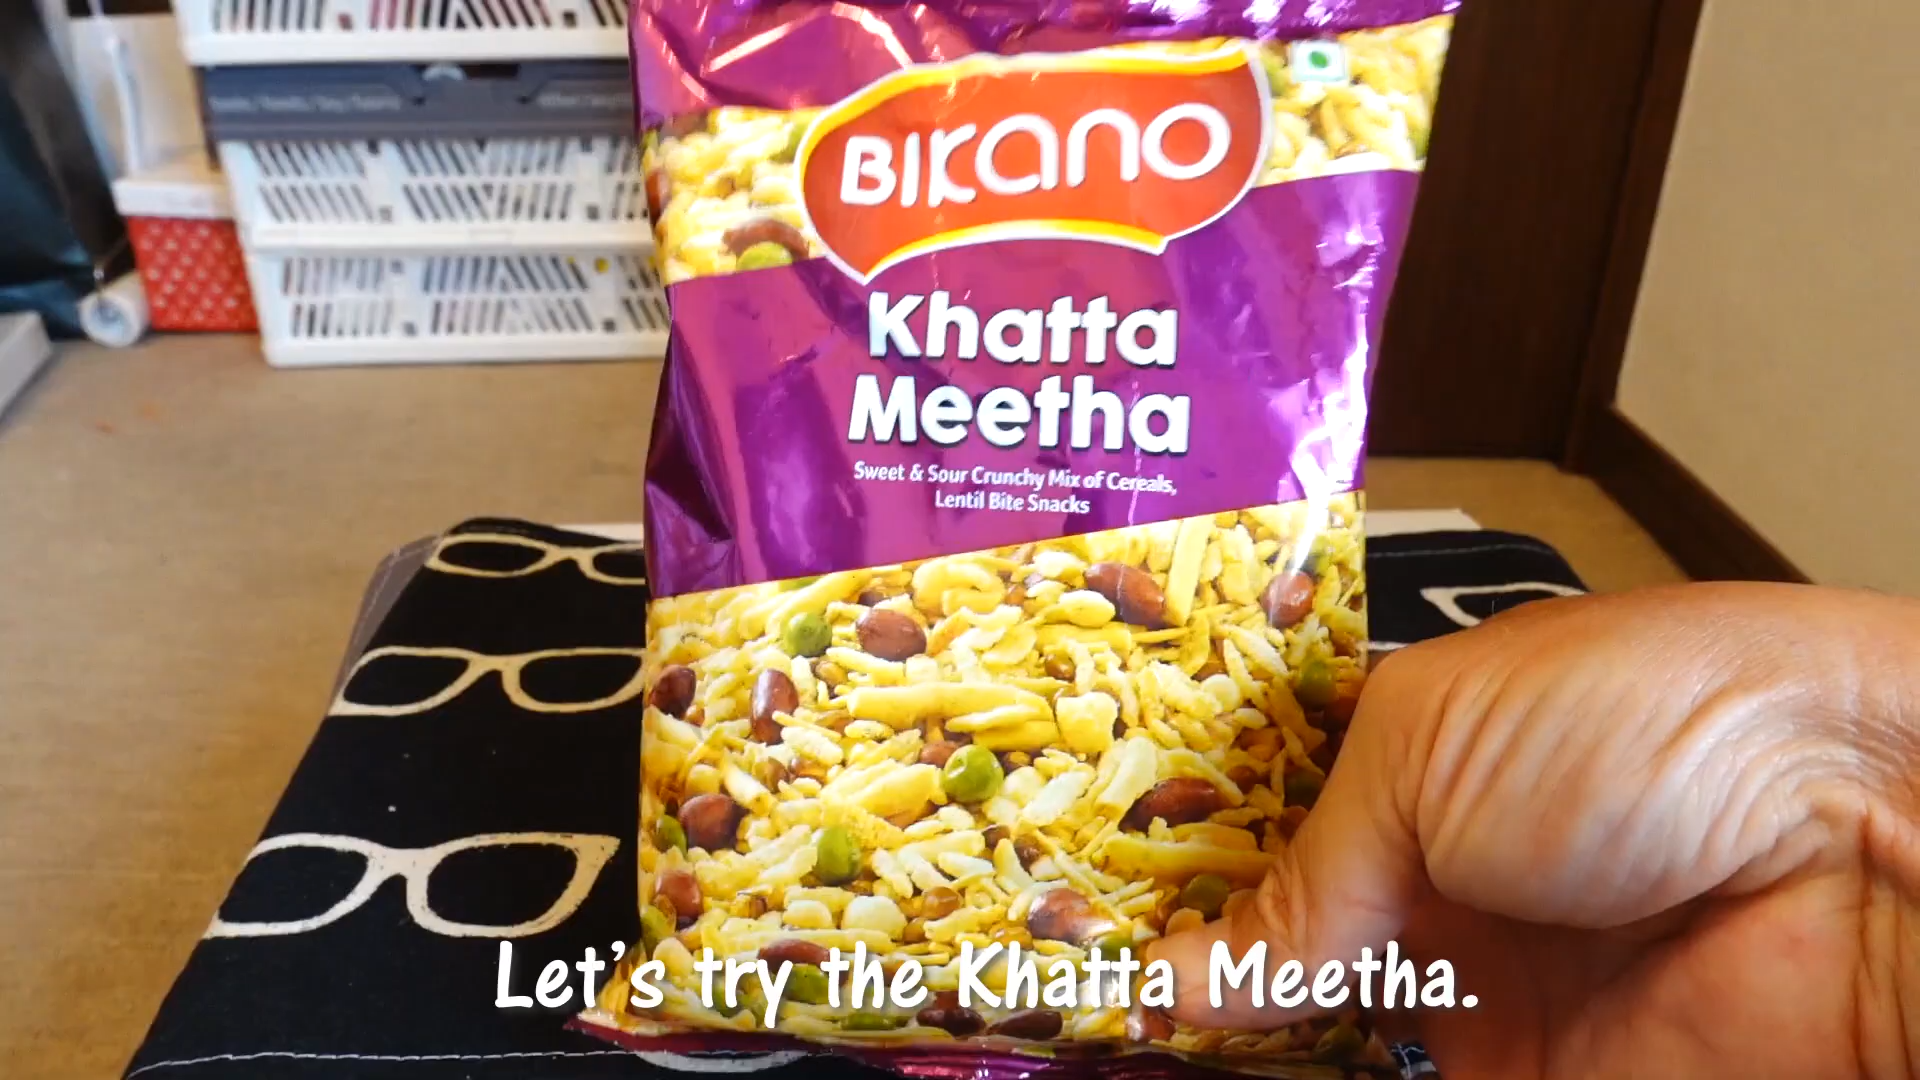 BIKANO
Khatta
Meetha
Sweet & Sour Crunchy Mix of Cereals,
Lentil Bite Snacks
Let's try the Khatta Meetha.